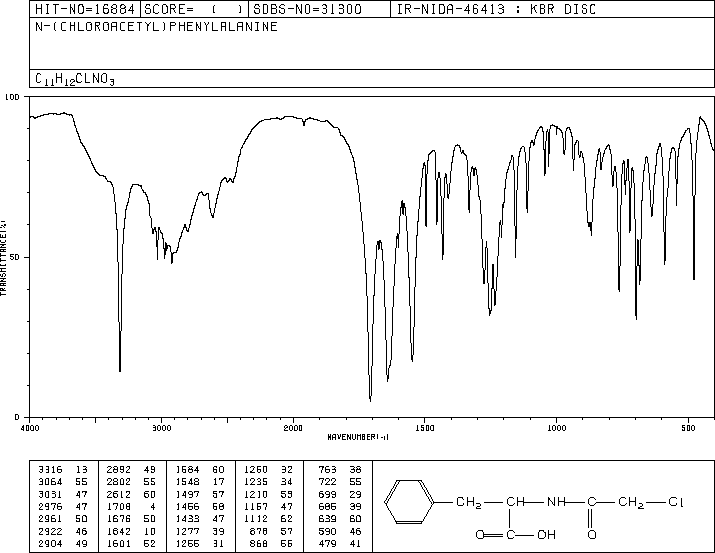 HIT-NO=16884 SCORE= ( ) SDBS-NO=31300 IR-NIDA-46413 : KBR DISC
N-(CHLOROACETYL)PHENYLALANINE
C11H12CLNO3
100
50
0
TRANSMITTANCE(%)
4000 3000 2000 1500 1000 500
WAVENUMBER(-1)
3316 13 2892 49 1584 60 1260 32 763 38
3064 55 2802 55 1548 17 1235 34 722 55
3031 47 2612 60 1497 57 1210 59 699 29
2976 47 1708 4 1456 58 1157 47 686 39
2961 50 1676 50 1433 47 1112 62 639 60
2922 46 1642 10 1277 39 878 57 590 46
2904 49 1601 52 1255 31 868 55 479 41
CH2 CH NH C CH2 Cl
O C OH O